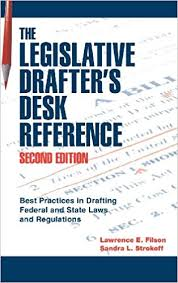 THE
LEGISLATIVE
DRAFTER'S
DESK
REFERENCE
SECOND EDITION
Best Practices in Drafting
Federal and State Laws
and Regulations
Lawrence E. Filson
Sandra L. Strokoff